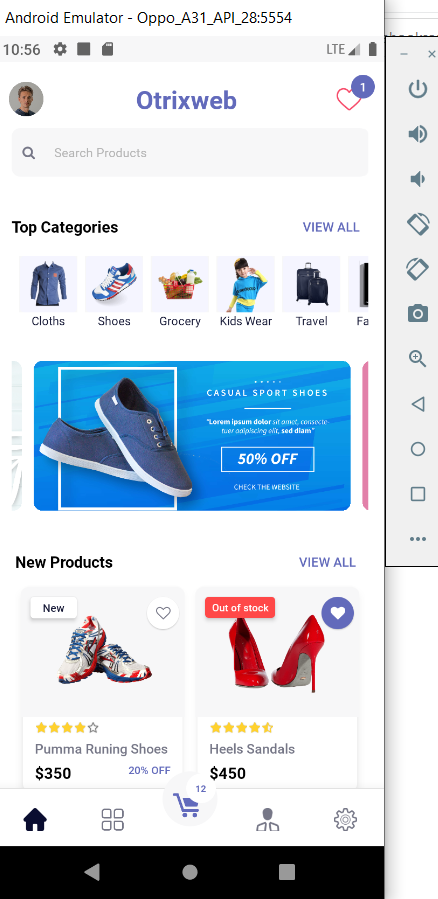 Android Emulator - Oppo_A31_API_28:5554
10:56
LTE
Otrixweb
1
Search Products
Top Categories
VIEW ALL
Cloths
Shoes
Grocery
Kids Wear
Travel
Fa
CASUAL SPORT SHOES
"Lorem ipsum dolor sit amet, consecte-
tuer adipiscing elit, sed diam"
50% OFF
CHECK THE WEBSITE
New Products
VIEW ALL
New
Out of stock
Pumma Runing Shoes
Heels Sandals
$350
20% OFF
$450
12